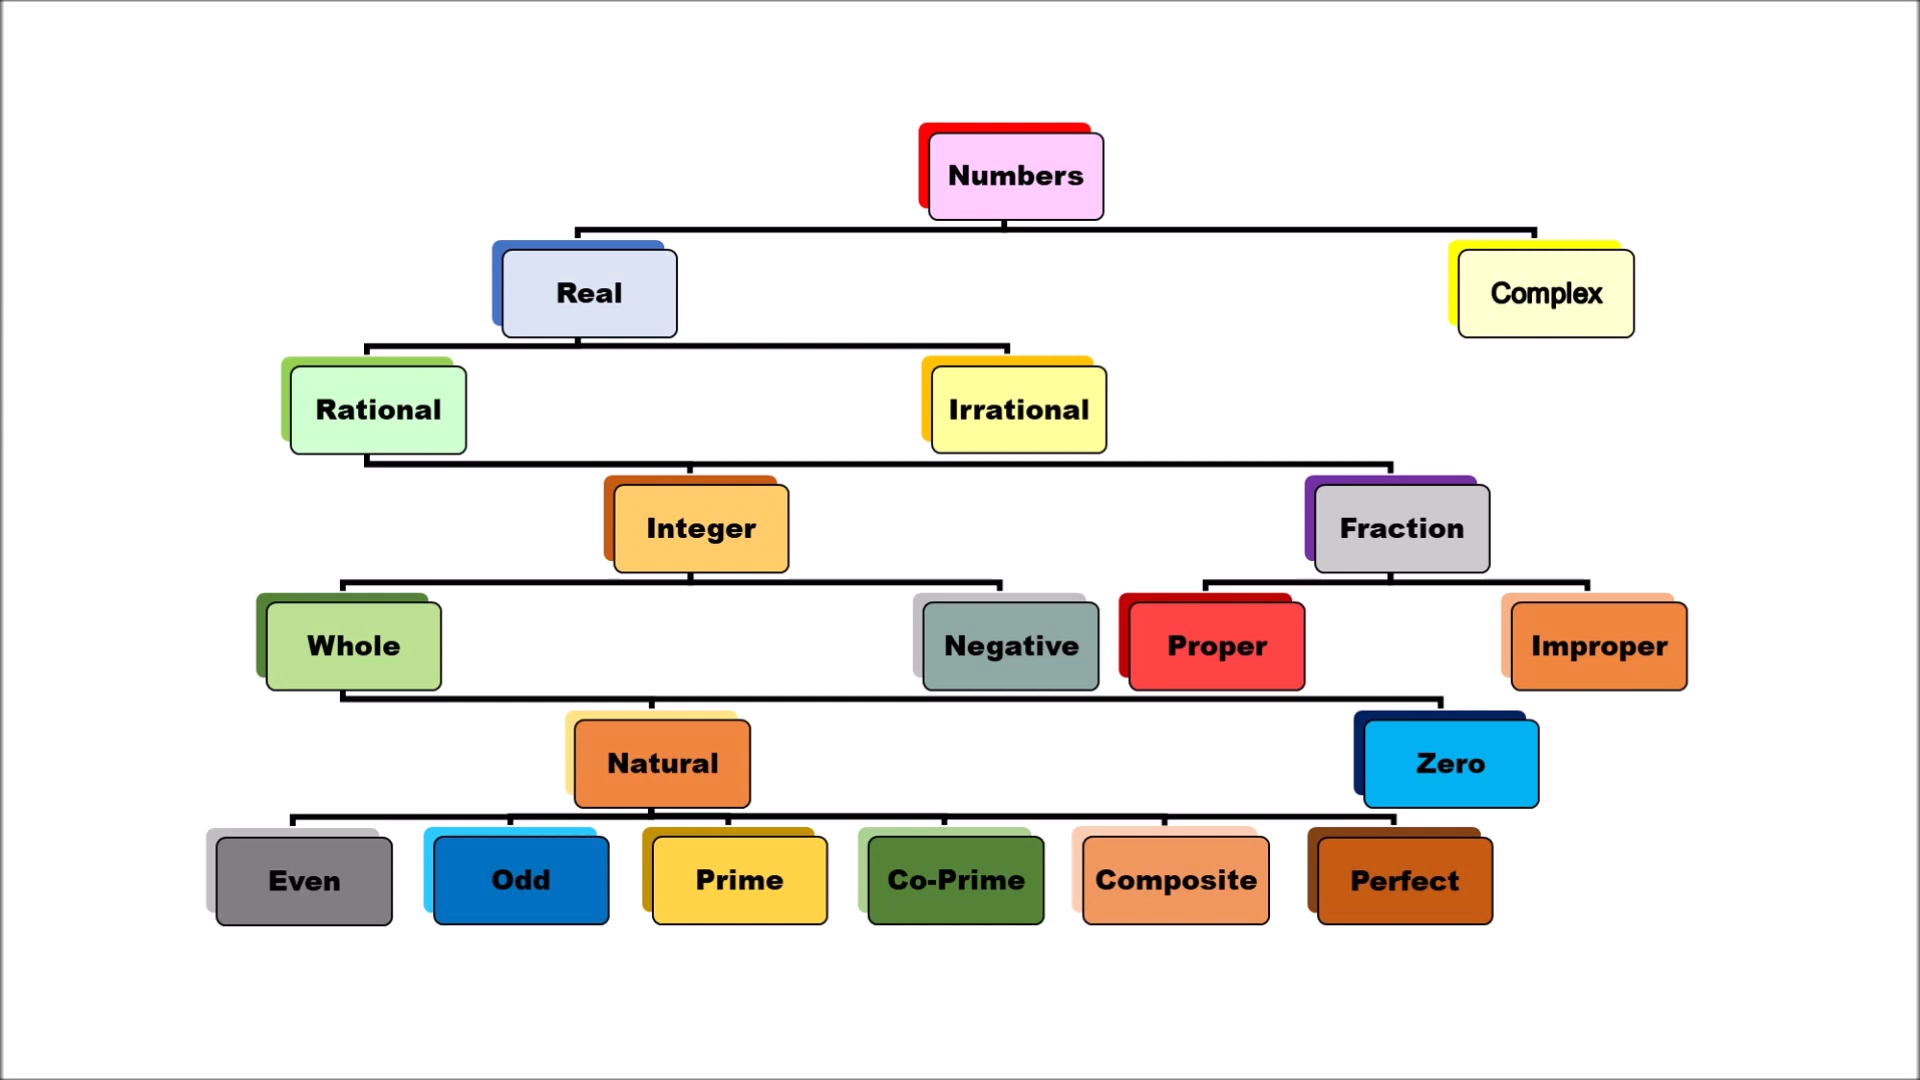 Numbers
Real
Complex
Rational
Irrational
Integer
Fraction
Whole
Negative
Proper
Improper
Natural
Zero
Even
Odd
Prime
Co-Prime
Composite
Perfect